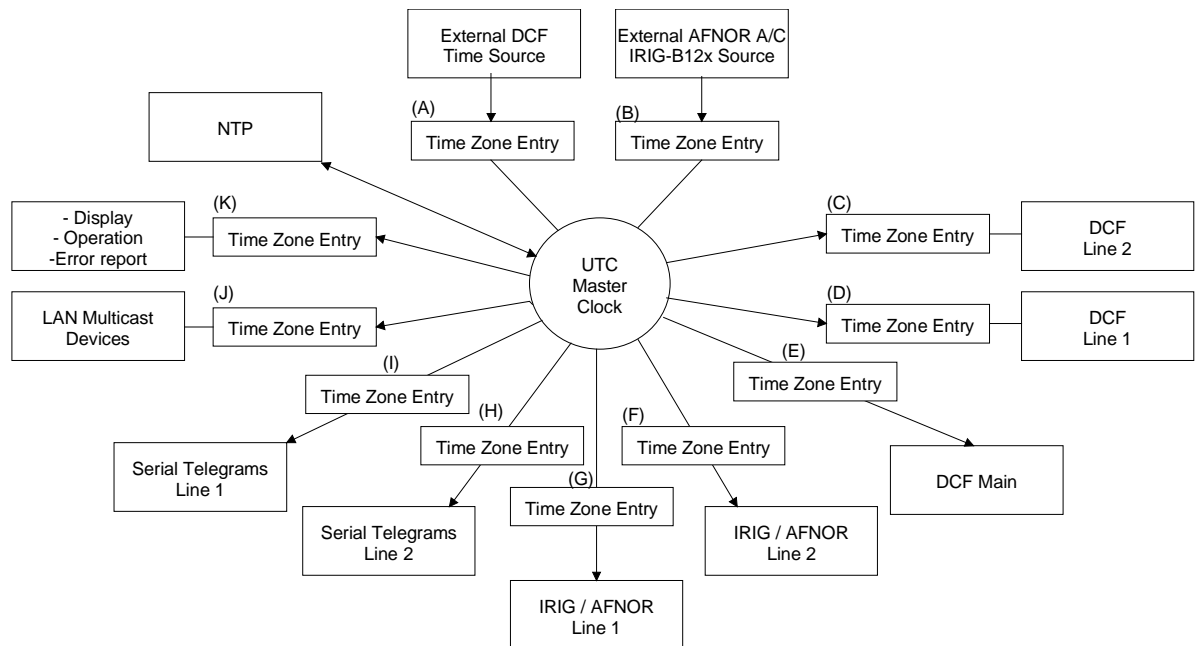 External DCF
Time Source
External AFNOR A/C
IRIG-B12x Source
NTP
(A)
Time Zone Entry
(B)
Time Zone Entry
- Display
- Operation
-Error report
(K)
Time Zone Entry
UTC
Master
Clock
(C)
Time Zone Entry
DCF
Line 2
LAN Multicast
Devices
(J)
Time Zone Entry
(D)
Time Zone Entry
DCF
Line 1
(I)
Time Zone Entry
(E)
Time Zone Entry
(H)
Time Zone Entry
(F)
Time Zone Entry
Serial Telegrams
Line 1
(G)
Time Zone Entry
DCF Main
Serial Telegrams
Line 2
IRIG / AFNOR
Line 2
IRIG / AFNOR
Line 1